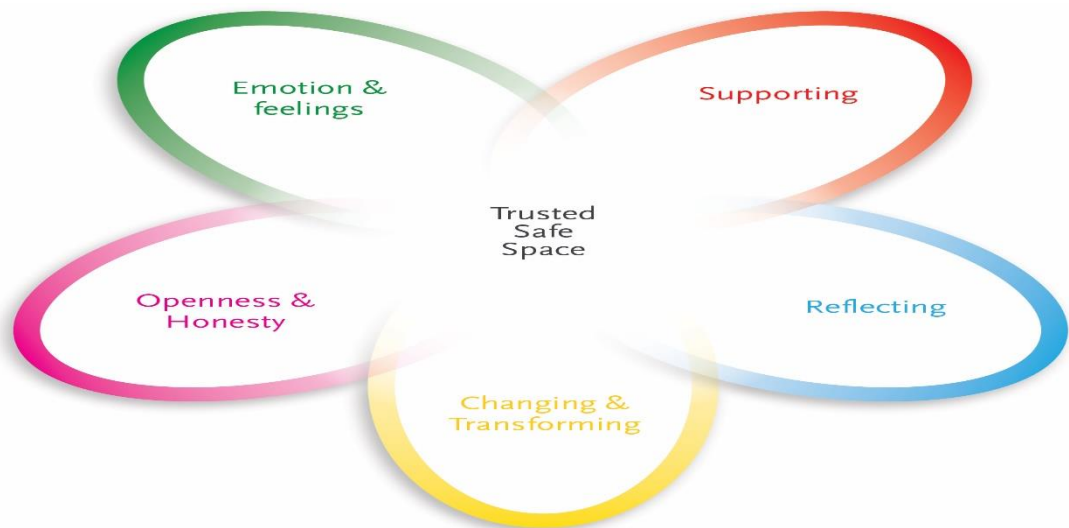 Emotion &
feelings
Supporting
Trusted
Safe
Space
Openness &
Honesty
Reflecting
Changing &
Transforming